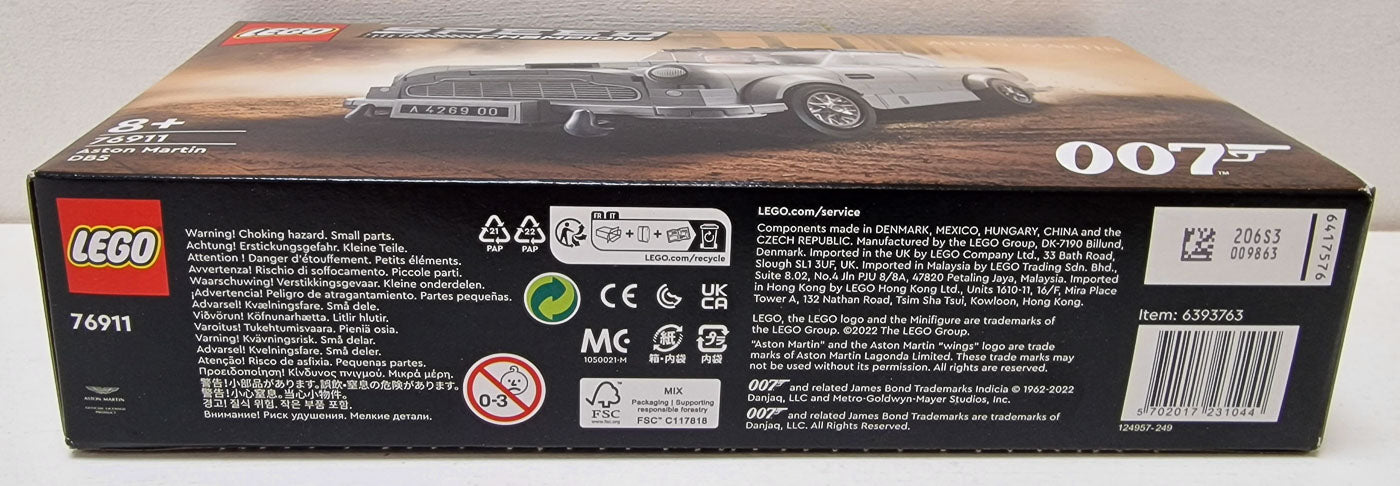 LEGO
SPEED
CHAMPIONS
ASTON MARTIN
A 4269 00
8+
76911
Aston Martin
DB5
007
™
LEGO
76911
ASTON MARTIN
OFFICIAL LICENSED
PRODUCT
Warning! Choking hazard. Small parts.
Achtung! Erstickungsgefahr. Kleine Teile.
Attention ! Danger d'étouffement. Petits éléments.
Avvertenza! Rischio di soffocamento. Piccole parti.
Waarschuwing! Verstikkingsgevaar. Kleine onderdelen.
¡Advertencia! Peligro de atragantamiento. Partes pequeñas.
Advarsel! Kvælningsfare. Små dele.
Viðvörun! Köfnunarhætta. Litlir hlutir.
Varoitus! Tukehtumisvaara. Pieniä osia.
Varning! Kvävningsrisk. Små delar.
Advarsel! Kvelningsfare. Små deler.
Atenção! Risco de asfixia. Pequenas partes.
Προειδοποίηση! Κίνδυνος πνιγμού. Μικρά μέρη.
警告!小部品があります。誤飲・窒息の危険があります。
警告!小心窒息。当心小物件。
경고! 질식 위험. 작은 부품 포함.
Внимание! Риск удушения. Мелкие детали.
0-3
21
PAP
22
PAP
FR IT
LEGO.com/recycle
CE
UK
CA
MC
1050021-M
紙
箱・内袋
プラ
内袋
FSC
www.fsc.org
MIX
Packaging | Supporting
responsible forestry
FSC™ C117818
LEGO.com/service
Components made in DENMARK, MEXICO, HUNGARY, CHINA and the
CZECH REPUBLIC. Manufactured by the LEGO Group, DK-7190 Billund,
Denmark. Imported in the UK by LEGO Company Ltd., 33 Bath Road,
Slough SL1 3UF, UK. Imported in Malaysia by LEGO Trading Sdn. Bhd.,
Suite 8.02, No.4 Jln PJU 8/8A, 47820 Petaling Jaya, Malaysia. Imported
in Hong Kong by LEGO Hong Kong Ltd., Units 1610-11, 16/F, Mira Place
Tower A, 132 Nathan Road, Tsim Sha Tsui, Kowloon, Hong Kong.
LEGO, the LEGO logo and the Minifigure are trademarks of
the LEGO Group. ©2022 The LEGO Group.
"Aston Martin" and the Aston Martin "wings" logo are trade
marks of Aston Martin Lagonda Limited. These trade marks may
not be used without its permission. All rights are reserved.
007 and related James Bond Trademarks Indicia © 1962-2022
Danjaq, LLC and Metro-Goldwyn-Mayer Studios, Inc.
007 and related James Bond Trademarks are trademarks of
Danjaq, LLC. All Rights Reserved.
206S3
009863
6417576
Item: 6393763
5 702017 231044
124957-249